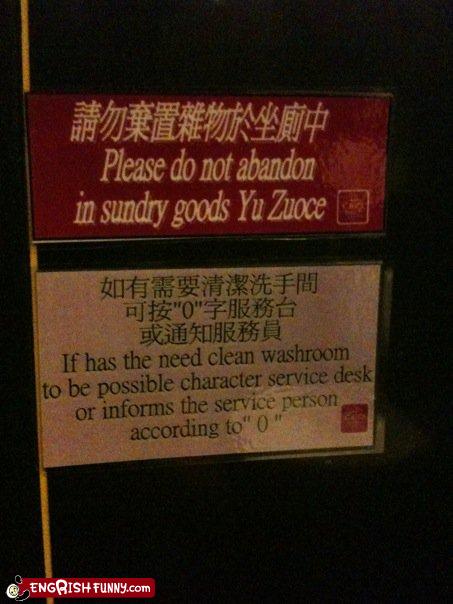 請勿棄置雜物於坐廁中
Please do not abandon
in sundry goods Yu Zuoce
如有需要清潔洗手間
可按"0"字服務台
或通知服務員
If has the need clean washroom
to be possible character service desk
or informs the service person
according to" 0 "
ENGRISHFUNNY.COM